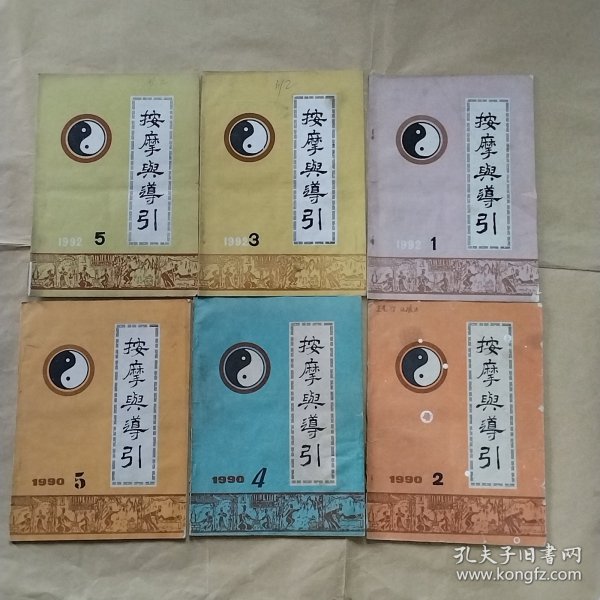 按摩與導引
1992 5
按摩與導引
1992 3
按摩與導引
1992 1
按摩與導引
1990 5
按摩與導引
1990 4
按摩與導引
1990 2
孔夫子旧书网
www.kongfz.com